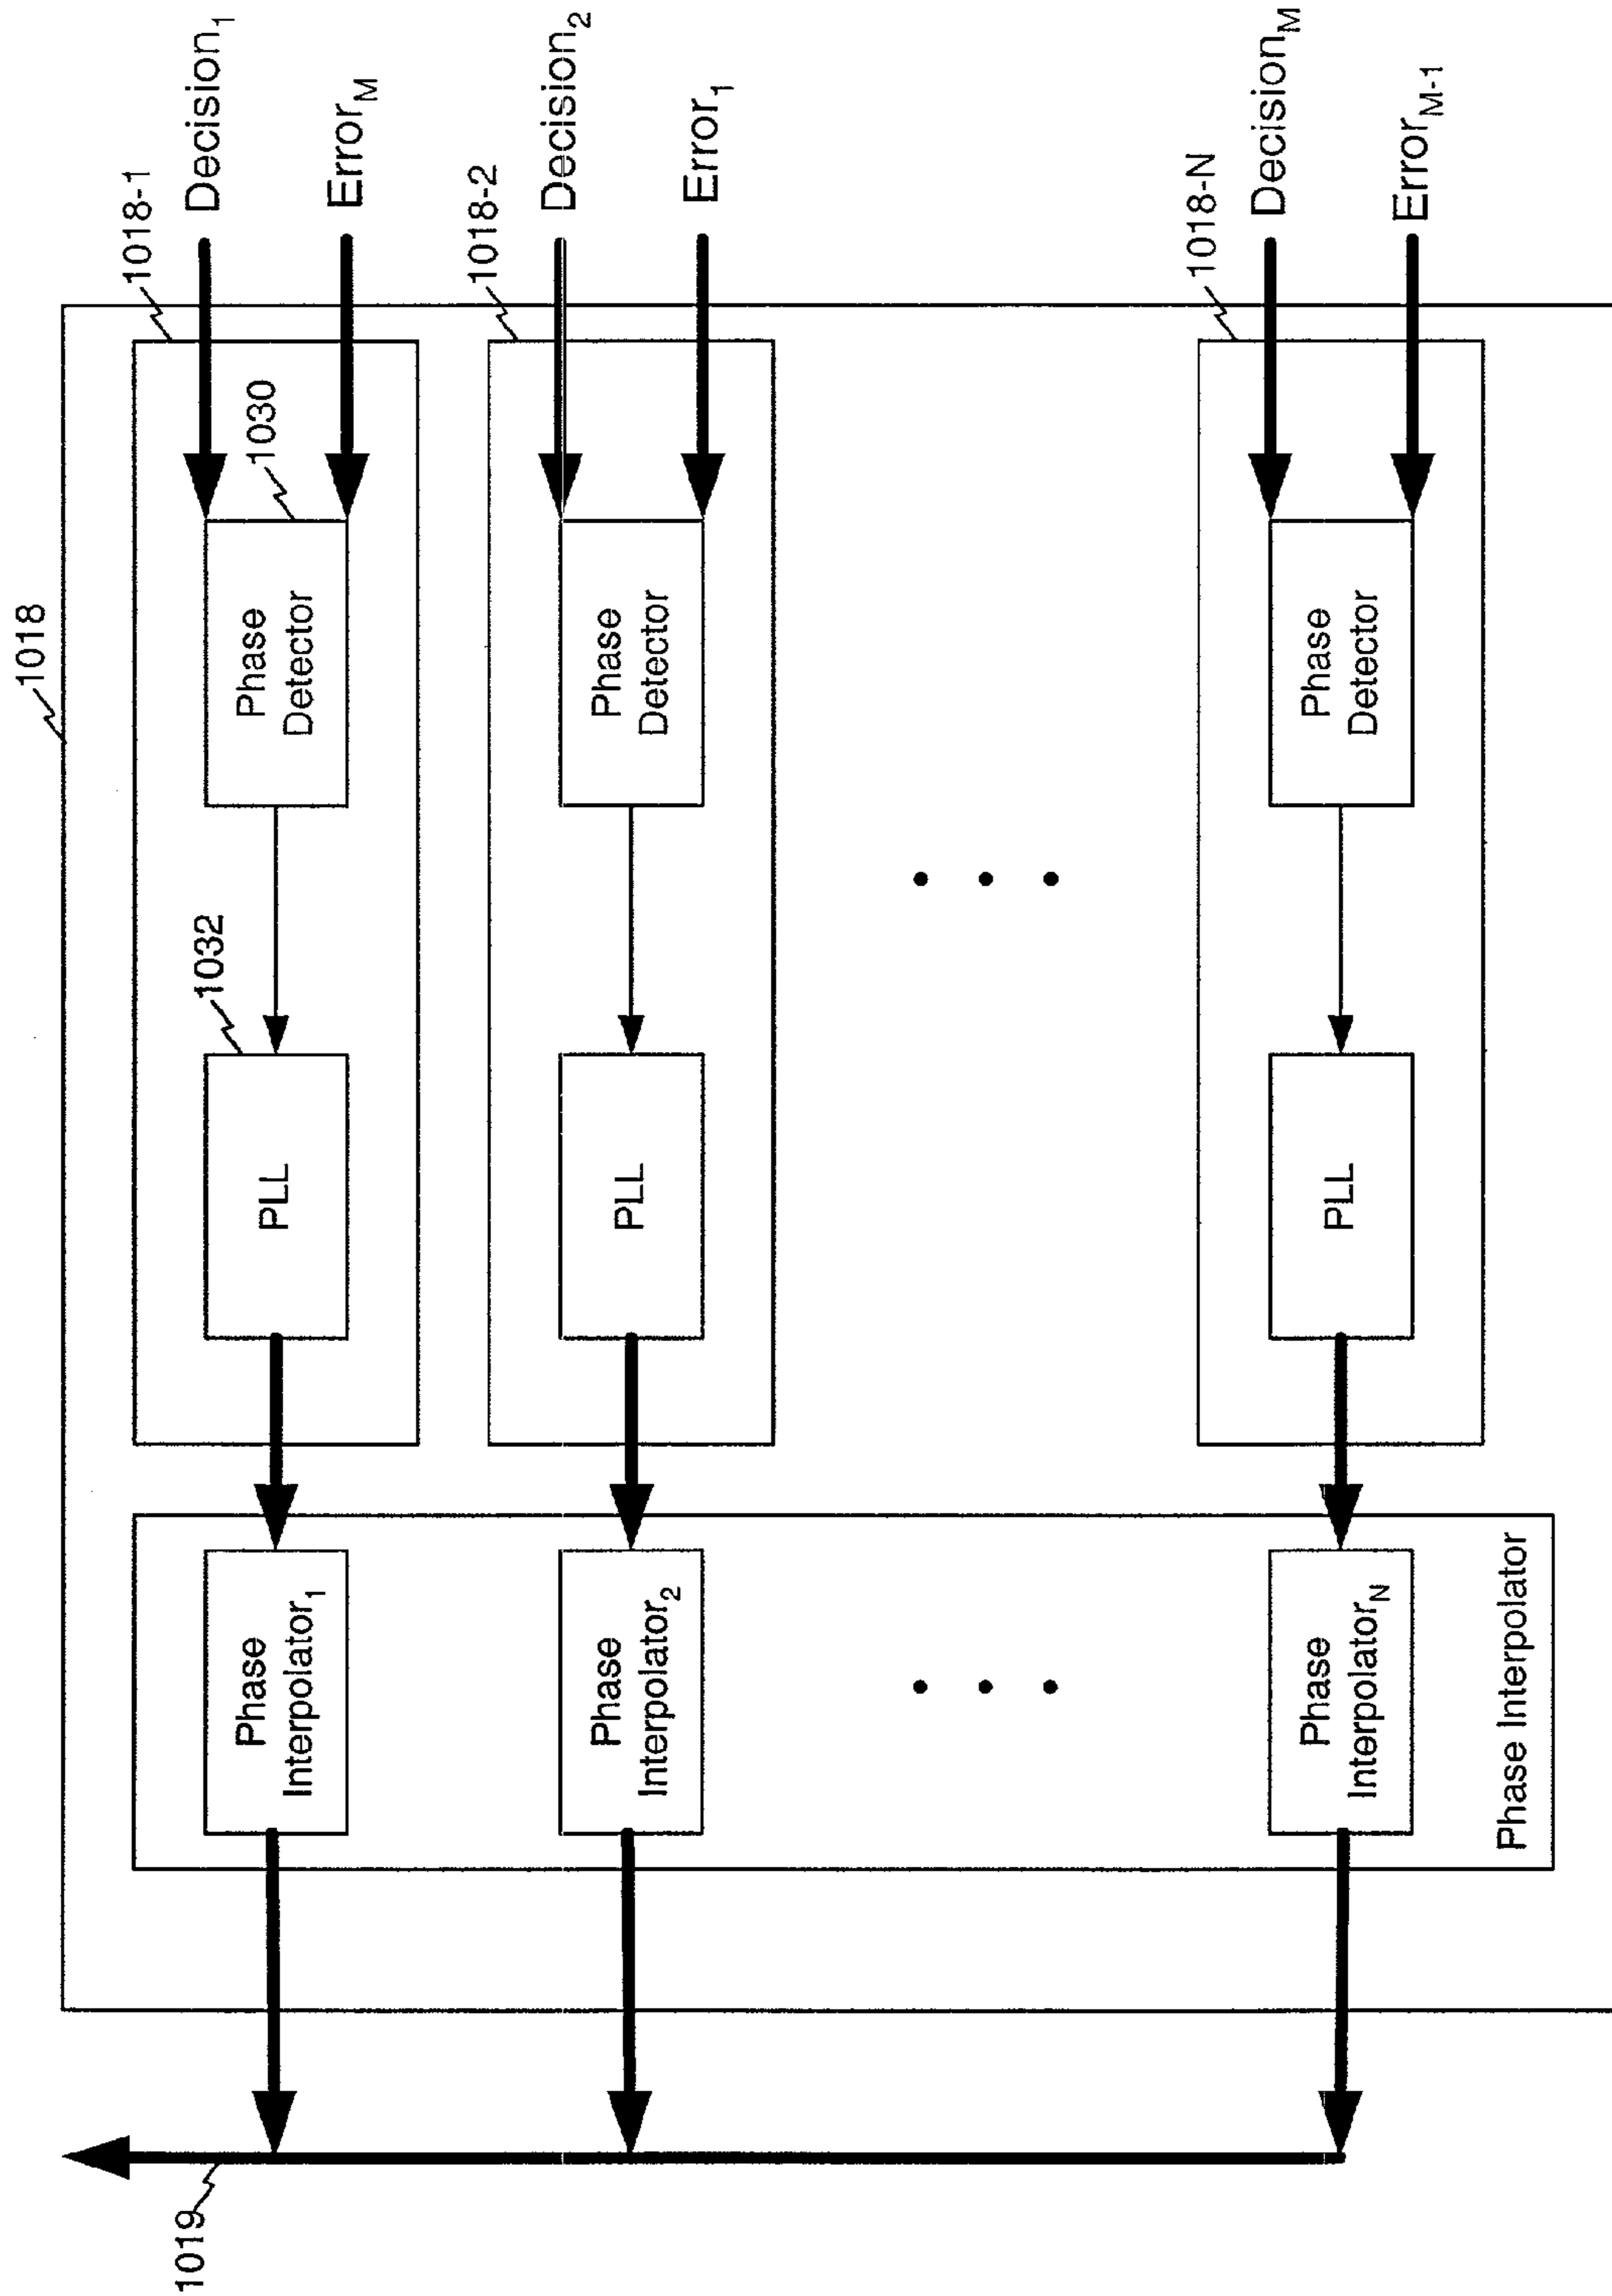 1018
1018-1
Decision1
ErrorM
1030
Phase
Detector
1032
PLL
Phase
Interpolator1
1018-2
Decision2
Error1
Phase
Detector
PLL
Phase
Interpolator2
1018-N
DecisionM
ErrorM-1
Phase
Detector
PLL
Phase
InterpolatorN
Phase Interpolator
1019